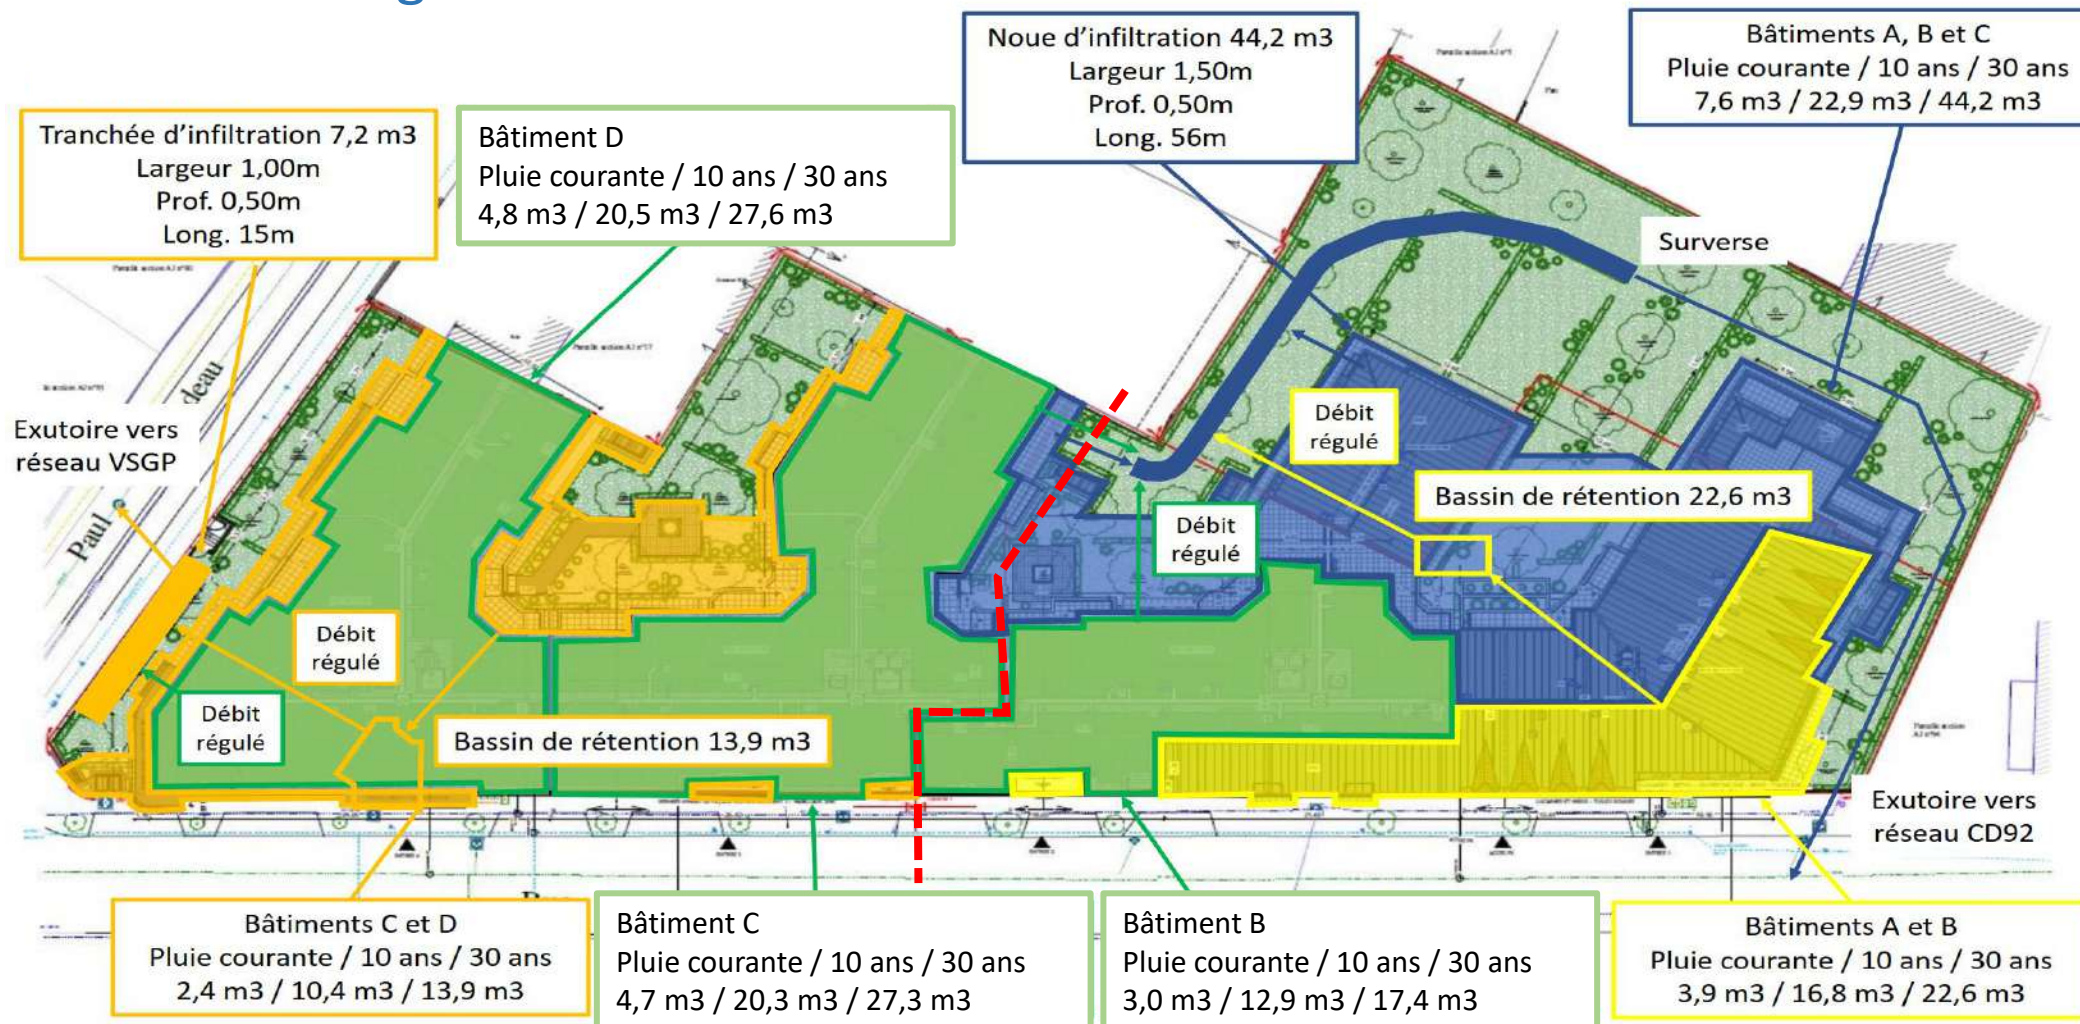 Noue d'infiltration 44,2 m3
Largeur 1,50m
Prof. 0,50m
Long. 56m
Bâtiments A, B et C
Pluie courante / 10 ans / 30 ans
7,6 m3 / 22,9 m3 / 44,2 m3
Tranchée d'infiltration 7,2 m3
Largeur 1,00m
Prof. 0,50m
Long. 15m
Bâtiment D
Pluie courante / 10 ans / 30 ans
4,8 m3 / 20,5 m3 / 27,6 m3
Surverse
deau
Exutoire vers
réseau VSGP
Paul
Débit
régulé
Bassin de rétention 22,6 m3
Débit
régulé
Débit
régulé
Débit
régulé
Bassin de rétention 13,9 m3
Exutoire vers
réseau CD92
Bâtiments C et D
Pluie courante / 10 ans / 30 ans
2,4 m3 / 10,4 m3 / 13,9 m3
Bâtiment C
Pluie courante / 10 ans / 30 ans
4,7 m3 / 20,3 m3 / 27,3 m3
Bâtiment B
Pluie courante / 10 ans / 30 ans
3,0 m3 / 12,9 m3 / 17,4 m3
Bâtiments A et B
Pluie courante / 10 ans / 30 ans
3,9 m3 / 16,8 m3 / 22,6 m3